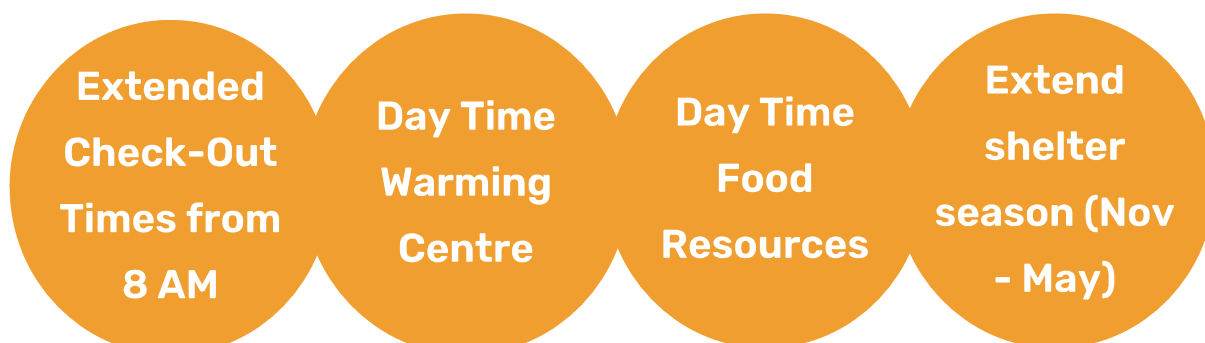 Extended
Check-Out
Times from
8 AM
Day Time
Warming
Centre
Day Time
Food
Resources
Extend
shelter
season (Nov
- May)